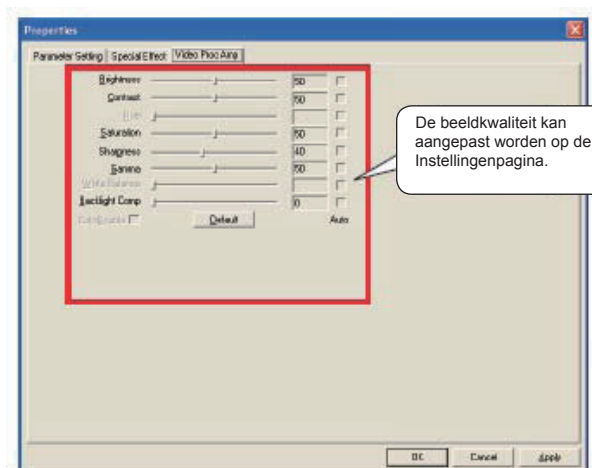 Properties
Parameter Setting Special Effect Video Proc Amp
Brightness 50
Contrast 50
Hue
Saturation 50
Sharpness 40
Gamma 50
White Balance
Backlight Comp 0
ColorEnable Default Auto
De beeldkwaliteit kan
aangepast worden op de
Instellingenpagina.
OK Cancel Apply